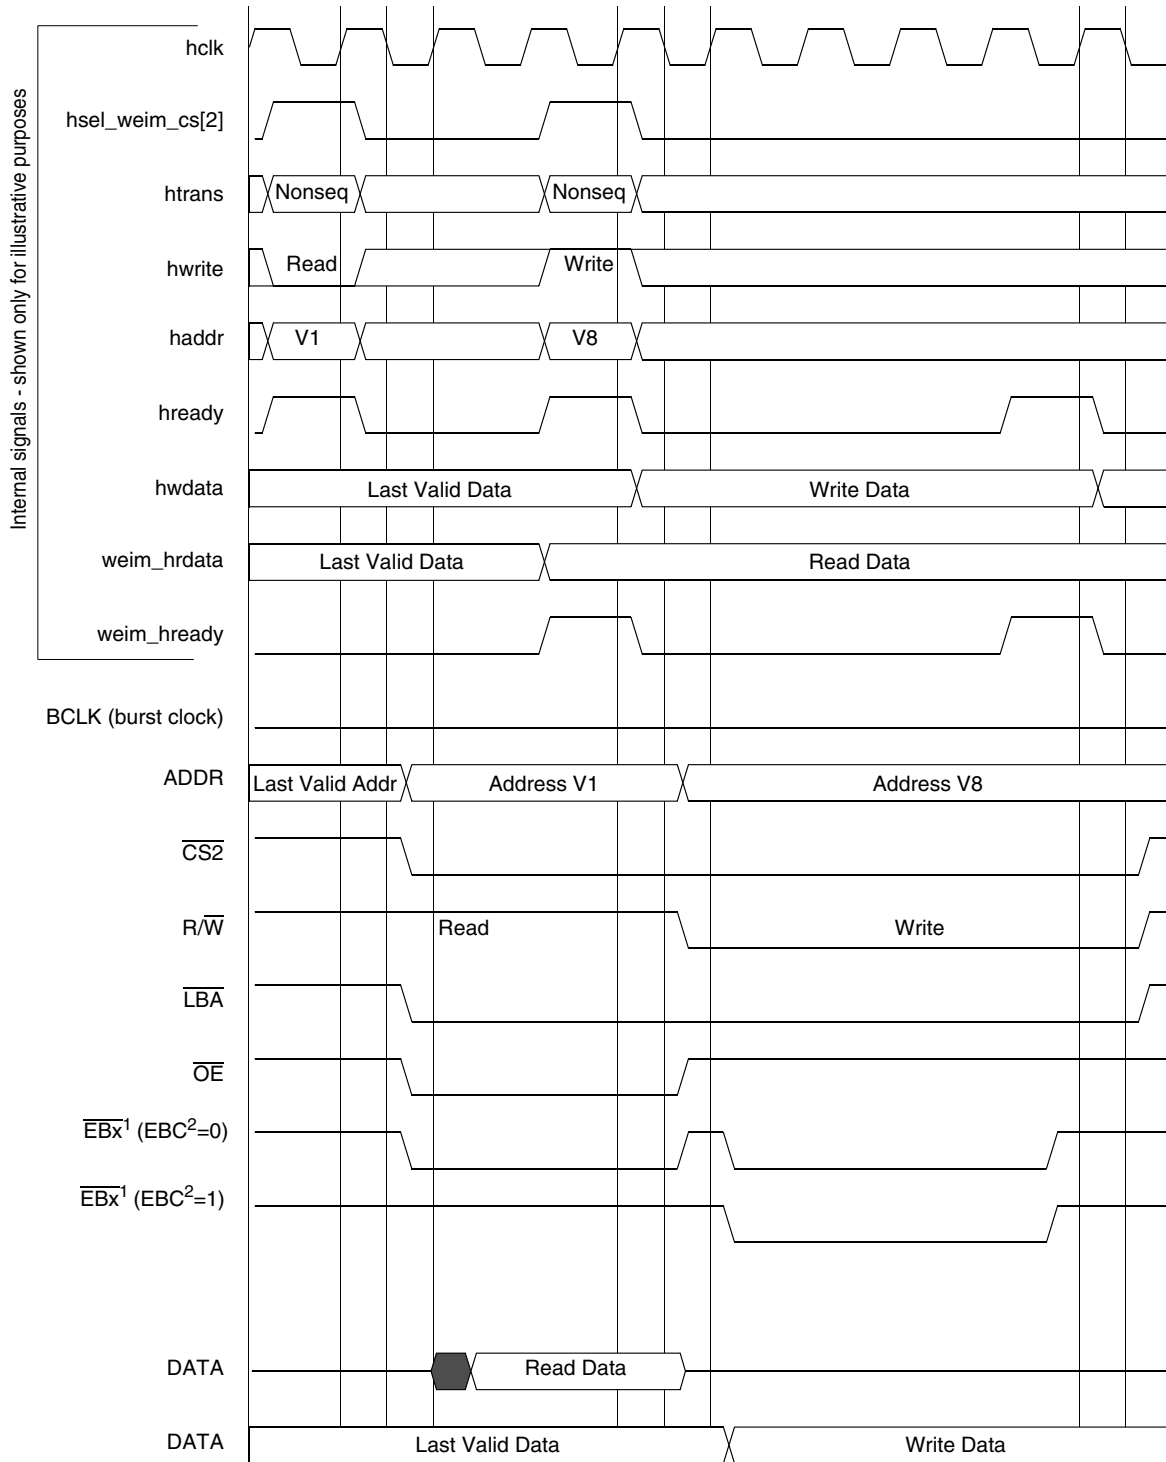 Internal signals - shown only for illustrative purposes
hclk
hsel_weim_cs[2]
htrans Nonseq Nonseq
hwrite Read Write
haddr V1 V8
hready
hwdata Last Valid Data Write Data
weim_hrdata Last Valid Data Read Data
weim_hready
BCLK (burst clock)
ADDR Last Valid Addr Address V1 Address V8
CS2
R/W Read Write
LBA
OE
EBx¹ (EBC²=0)
EBx¹ (EBC²=1)
DATA Read Data
DATA Last Valid Data Write Data